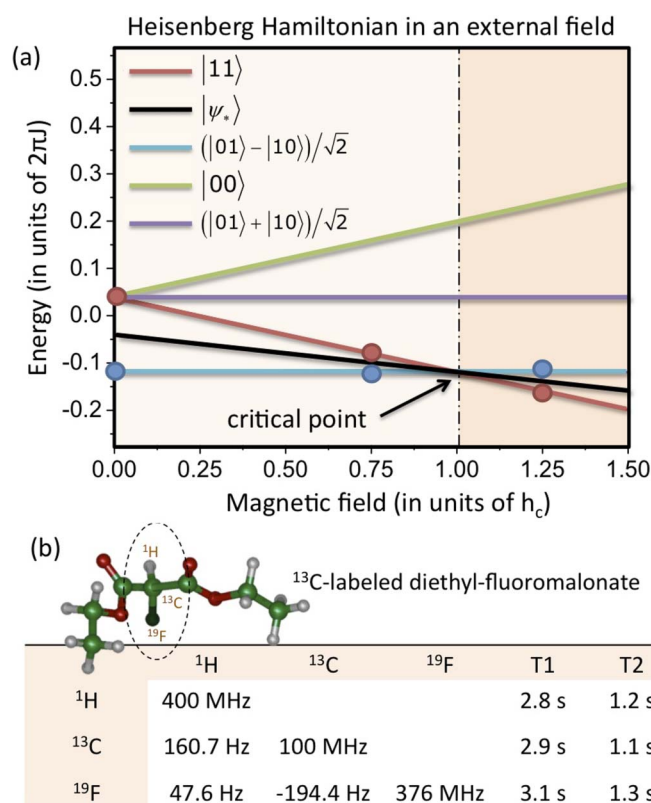 Heisenberg Hamiltonian in an external field
(a)
|11⟩
|ψ*⟩
(|01⟩−|10⟩)/√2
|00⟩
(|01⟩+|10⟩)/√2
critical point
Energy (in units of 2πJ)
0.5
0.4
0.3
0.2
0.1
0.0
-0.1
-0.2
0.00 0.25 0.50 0.75 1.00 1.25 1.50
Magnetic field (in units of h_c)
(b)
¹H
¹³C
¹⁹F
¹³C-labeled diethyl-fluoromalonate
¹H ¹³C ¹⁹F T1 T2
¹H 400 MHz 2.8 s 1.2 s
¹³C 160.7 Hz 100 MHz 2.9 s 1.1 s
¹⁹F 47.6 Hz -194.4 Hz 376 MHz 3.1 s 1.3 s